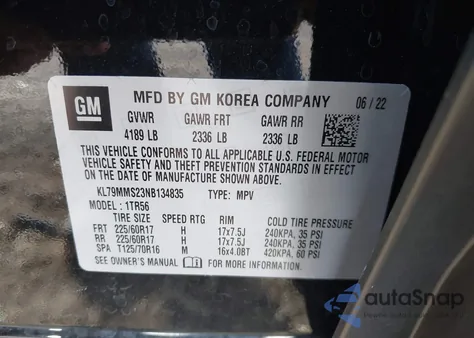 GM
MFD BY GM KOREA COMPANY 06 / 22
GVWR GAWR FRT GAWR RR
4189 LB 2336 LB 2336 LB
THIS VEHICLE CONFORMS TO ALL APPLICABLE U.S. FEDERAL MOTOR
VEHICLE SAFETY AND THEFT PREVENTION STANDARDS IN EFFECT
ON THE DATE OF MANUFACTURE SHOWN ABOVE.
KL79MMS23NB134835 TYPE: MPV
MODEL: 1TR56
TIRE SIZE SPEED RTG RIM COLD TIRE PRESSURE
FRT 225/60R17 H 17x7.5J 240KPA, 35 PSI
RR 225/60R17 H 17x7.5J 240KPA, 35 PSI
SPA T125/70R16 M 16x4.0BT 420KPA, 60 PSI
SEE OWNER'S MANUAL FOR MORE INFORMATION
autoSnap